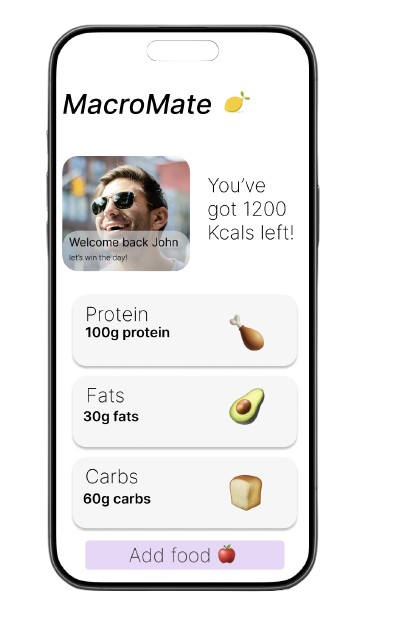 MacroMate
Welcome back John
let's win the day!
You've
got 1200
Kcals left!
Protein
100g protein
Fats
30g fats
Carbs
60g carbs
Add food